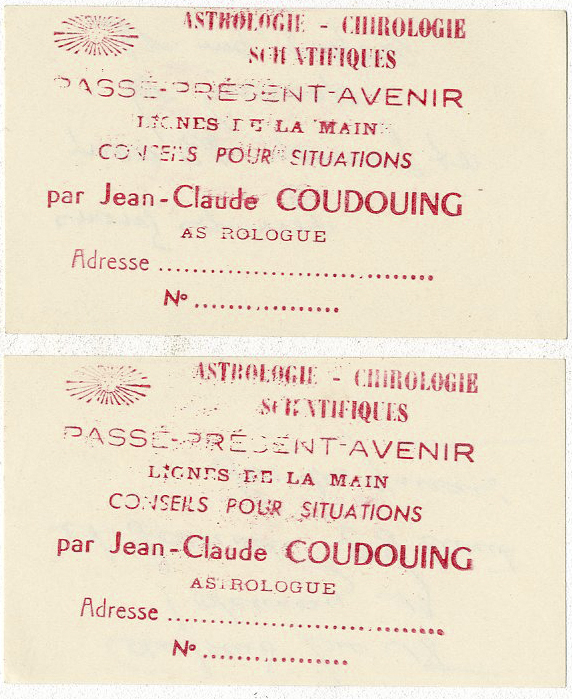 ASTROLOGIE - CHIROLOGIE
SCIENTIFIQUES
PASSÉ-PRÉSENT-AVENIR
LIGNES DE LA MAIN
CONSEILS POUR SITUATIONS
par Jean-Claude COUDOUING
ASTROLOGUE
Adresse ................................
Nº .................
ASTROLOGIE - CHIROLOGIE
SCIENTIFIQUES
PASSÉ-PRÉSENT-AVENIR
LIGNES DE LA MAIN
CONSEILS POUR SITUATIONS
par Jean-Claude COUDOUING
ASTROLOGUE
Adresse ................................
Nº .................